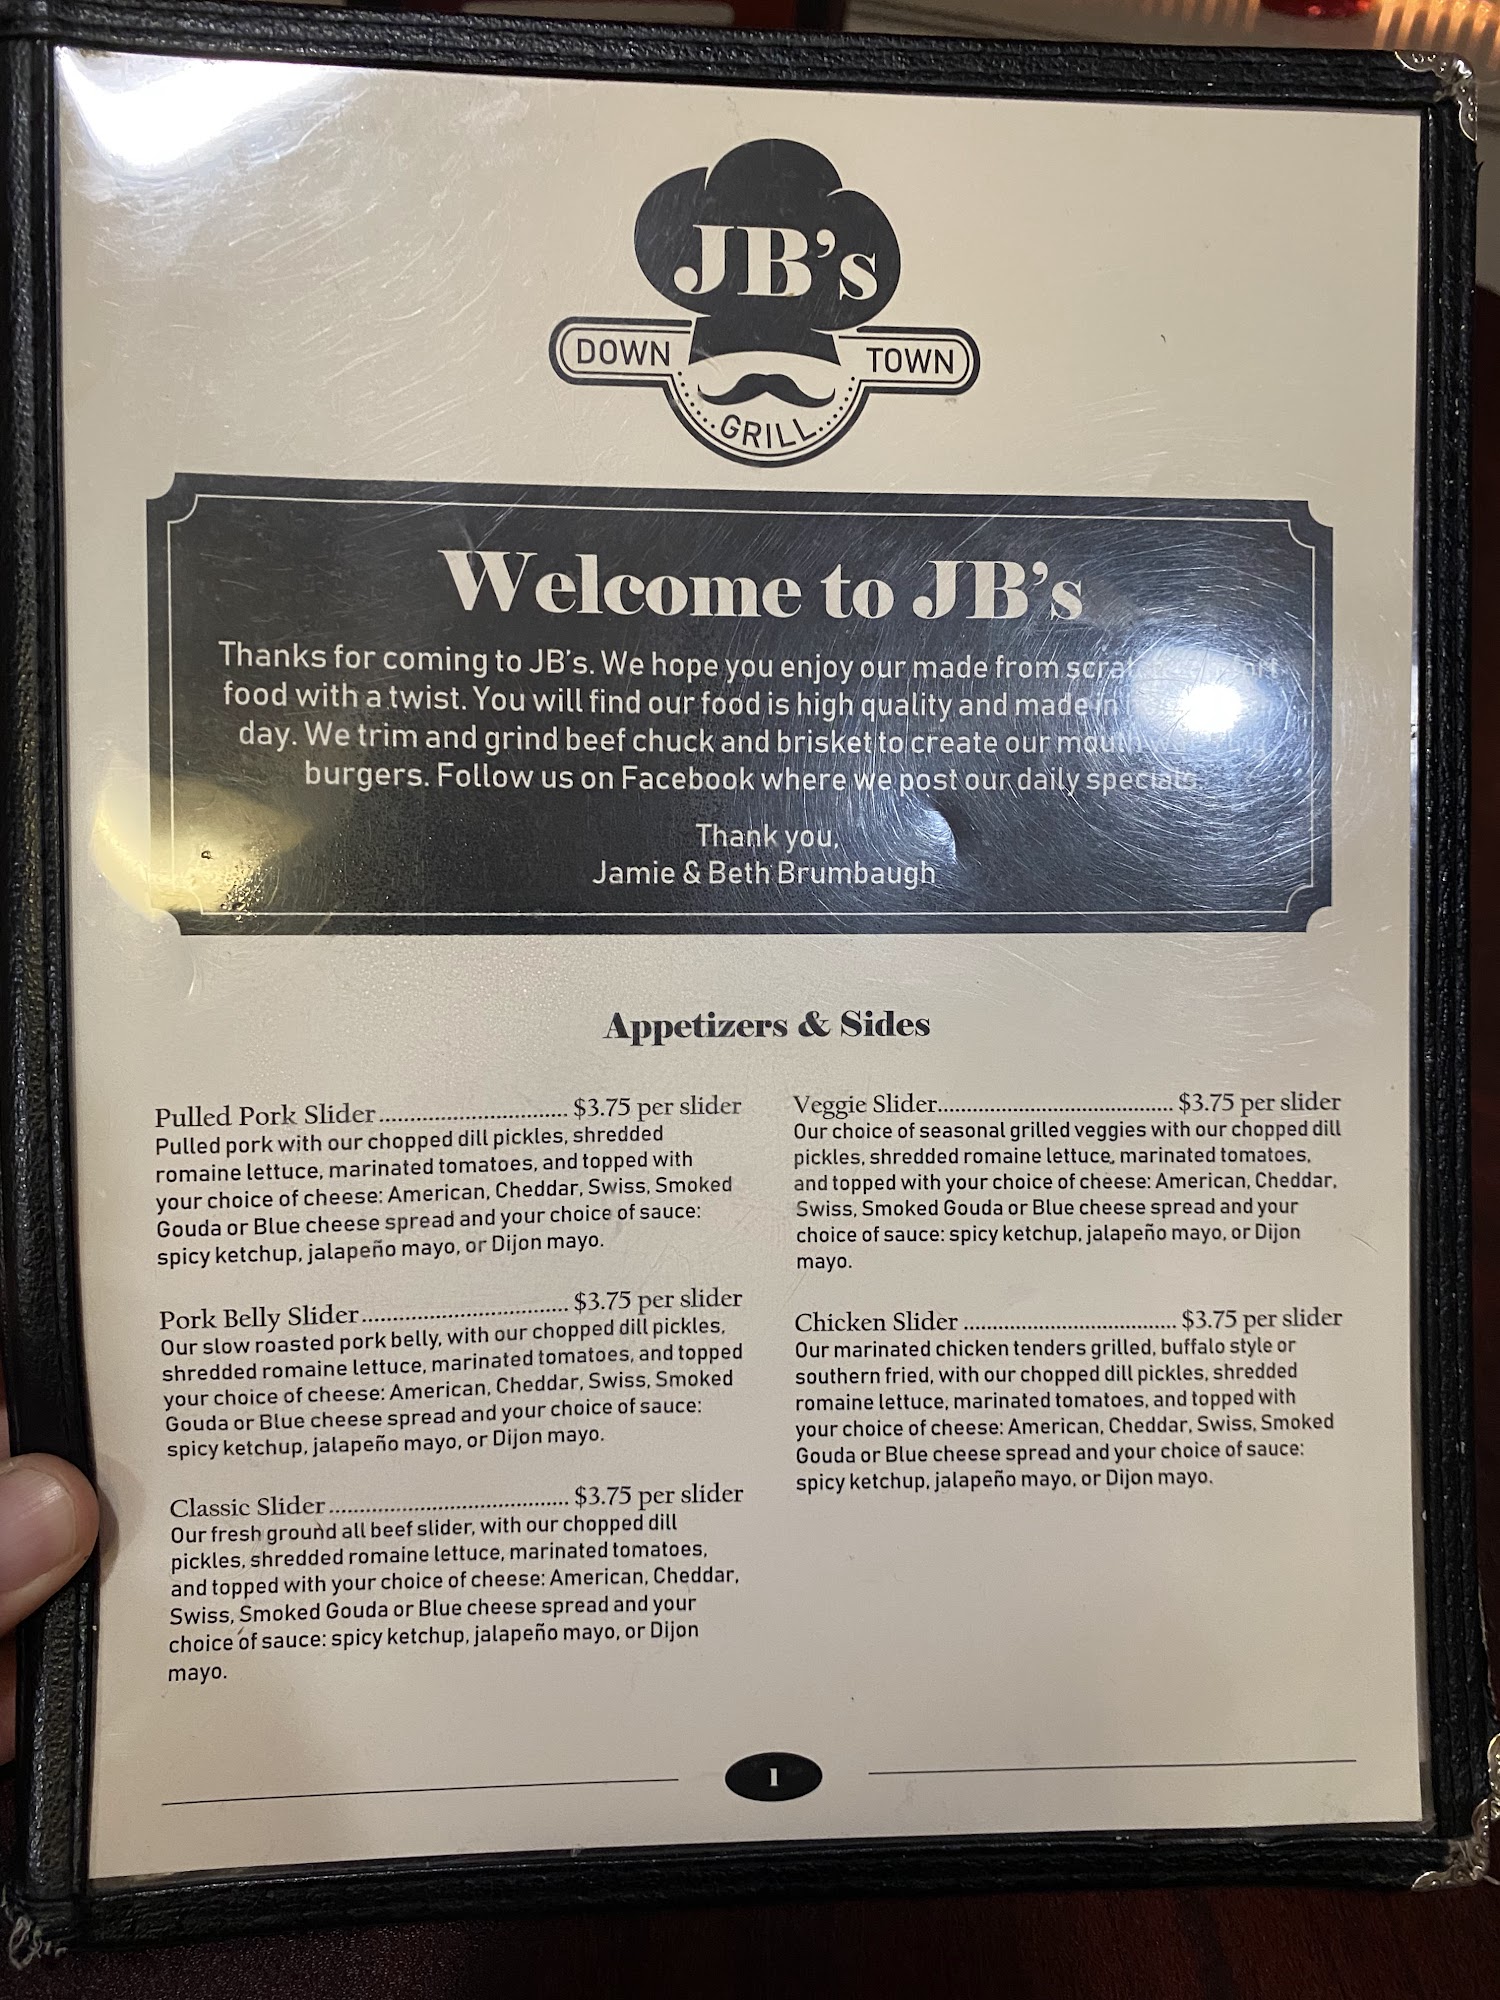 JB's
DOWN TOWN
GRILL
Welcome to JB's
Thanks for coming to JB's. We hope you enjoy our made from
food with a twist. You will find our food is high quality and made in
day. We trim and grind beef chuck and brisket to create our
burgers. Follow us on Facebook where we post our daily specials.
Thank you,
Jamie & Beth Brumbaugh
Appetizers & Sides
Pulled Pork Slider............................ $3.75 per slider
Pulled pork with our chopped dill pickles, shredded
romaine lettuce, marinated tomatoes, and topped with
your choice of cheese: American, Cheddar, Swiss, Smoked
Gouda or Blue cheese spread and your choice of sauce:
spicy ketchup, jalapeño mayo, or Dijon mayo.
Pork Belly Slider............................... $3.75 per slider
Our slow roasted pork belly, with our chopped dill pickles,
shredded romaine lettuce, marinated tomatoes, and topped
your choice of cheese: American, Cheddar, Swiss, Smoked
Gouda or Blue cheese spread and your choice of sauce:
spicy ketchup, jalapeño mayo, or Dijon mayo.
Classic Slider.................................... $3.75 per slider
Our fresh ground all beef slider, with our chopped dill
pickles, shredded romaine lettuce, marinated tomatoes,
and topped with your choice of cheese: American, Cheddar,
Swiss, Smoked Gouda or Blue cheese spread and your
choice of sauce: spicy ketchup, jalapeño mayo, or Dijon
mayo.
Veggie Slider.................................... $3.75 per slider
Our choice of seasonal grilled veggies with our chopped dill
pickles, shredded romaine lettuce, marinated tomatoes,
and topped with your choice of cheese: American, Cheddar,
Swiss, Smoked Gouda or Blue cheese spread and your
choice of sauce: spicy ketchup, jalapeño mayo, or Dijon
mayo.
Chicken Slider ................................. $3.75 per slider
Our marinated chicken tenders grilled, buffalo style or
southern fried, with our chopped dill pickles, shredded
romaine lettuce, marinated tomatoes, and topped with
your choice of cheese: American, Cheddar, Swiss, Smoked
Gouda or Blue cheese spread and your choice of sauce:
spicy ketchup, jalapeño mayo, or Dijon mayo.
1